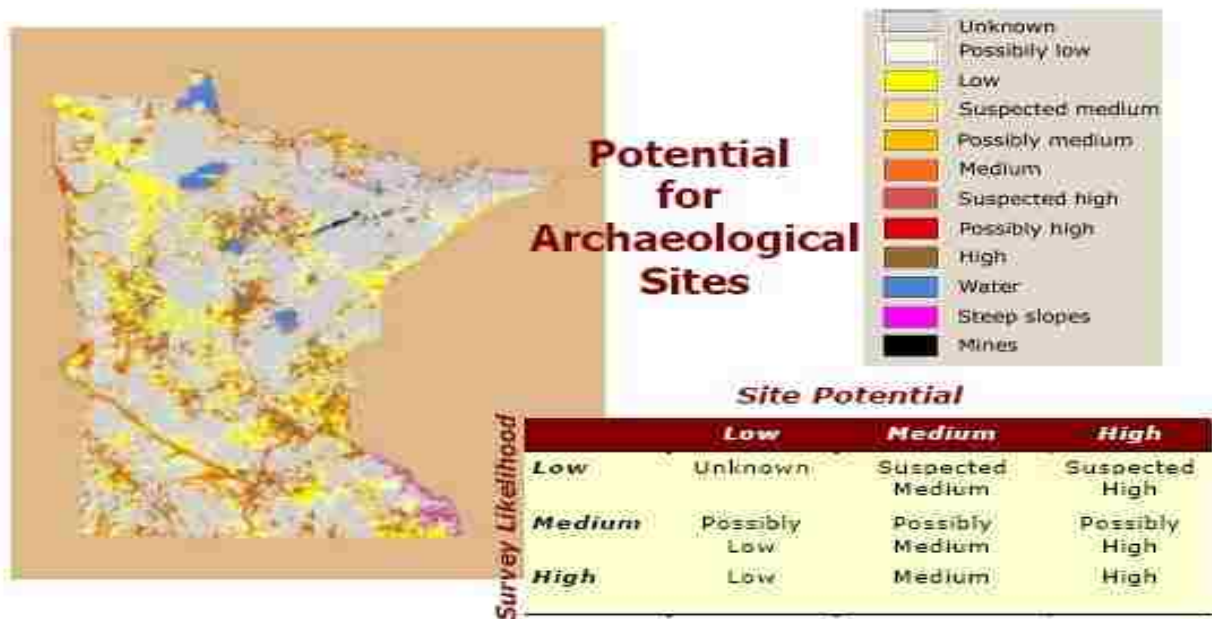 Potential
for
Archaeological
Sites
Unknown
Possibily low
Low
Suspected medium
Possibly medium
Medium
Suspected high
Possibly high
High
Water
Steep slopes
Mines
Site Potential
Survey Likelihood
Low Medium High
Low Unknown Suspected Suspected
Medium High
Medium Possibly Possibly Possibly
Low Medium High
High Low Medium High